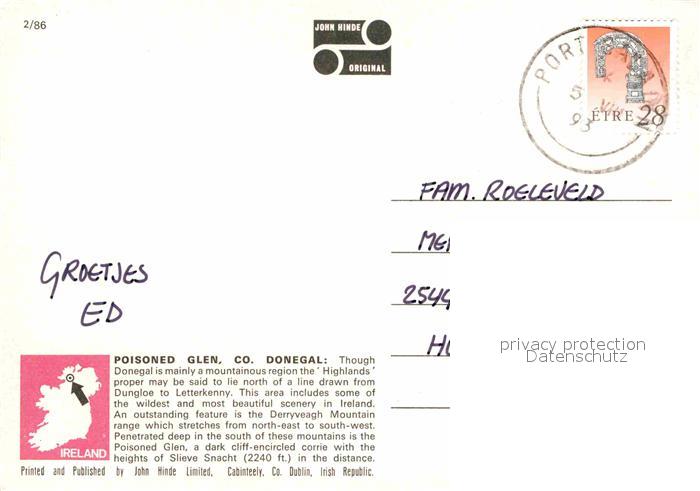 2/86
JOHN HINDE
ORIGINAL
ÉIRE 28
93
FAM. ROELEVELD
2549
privacy protection
Datenschutz
GROETJES
ED
POISONED GLEN, CO. DONEGAL: Though
Donegal is mainly a mountainous region the ' Highlands '
proper may be said to lie north of a line drawn from
Dungloe to Letterkenny. This area includes some of
the wildest and most beautiful scenery in Ireland.
An outstanding feature is the Derryveagh Mountain
range which stretches from north-east to south-west.
Penetrated deep in the south of these mountains is the
Poisoned Glen, a dark cliff-encircled corrie with the
heights of Slieve Snacht (2240 ft.) in the distance.
IRELAND
Printed and Published by John Hinde Limited, Cabinteely, Co. Dublin, Irish Republic.